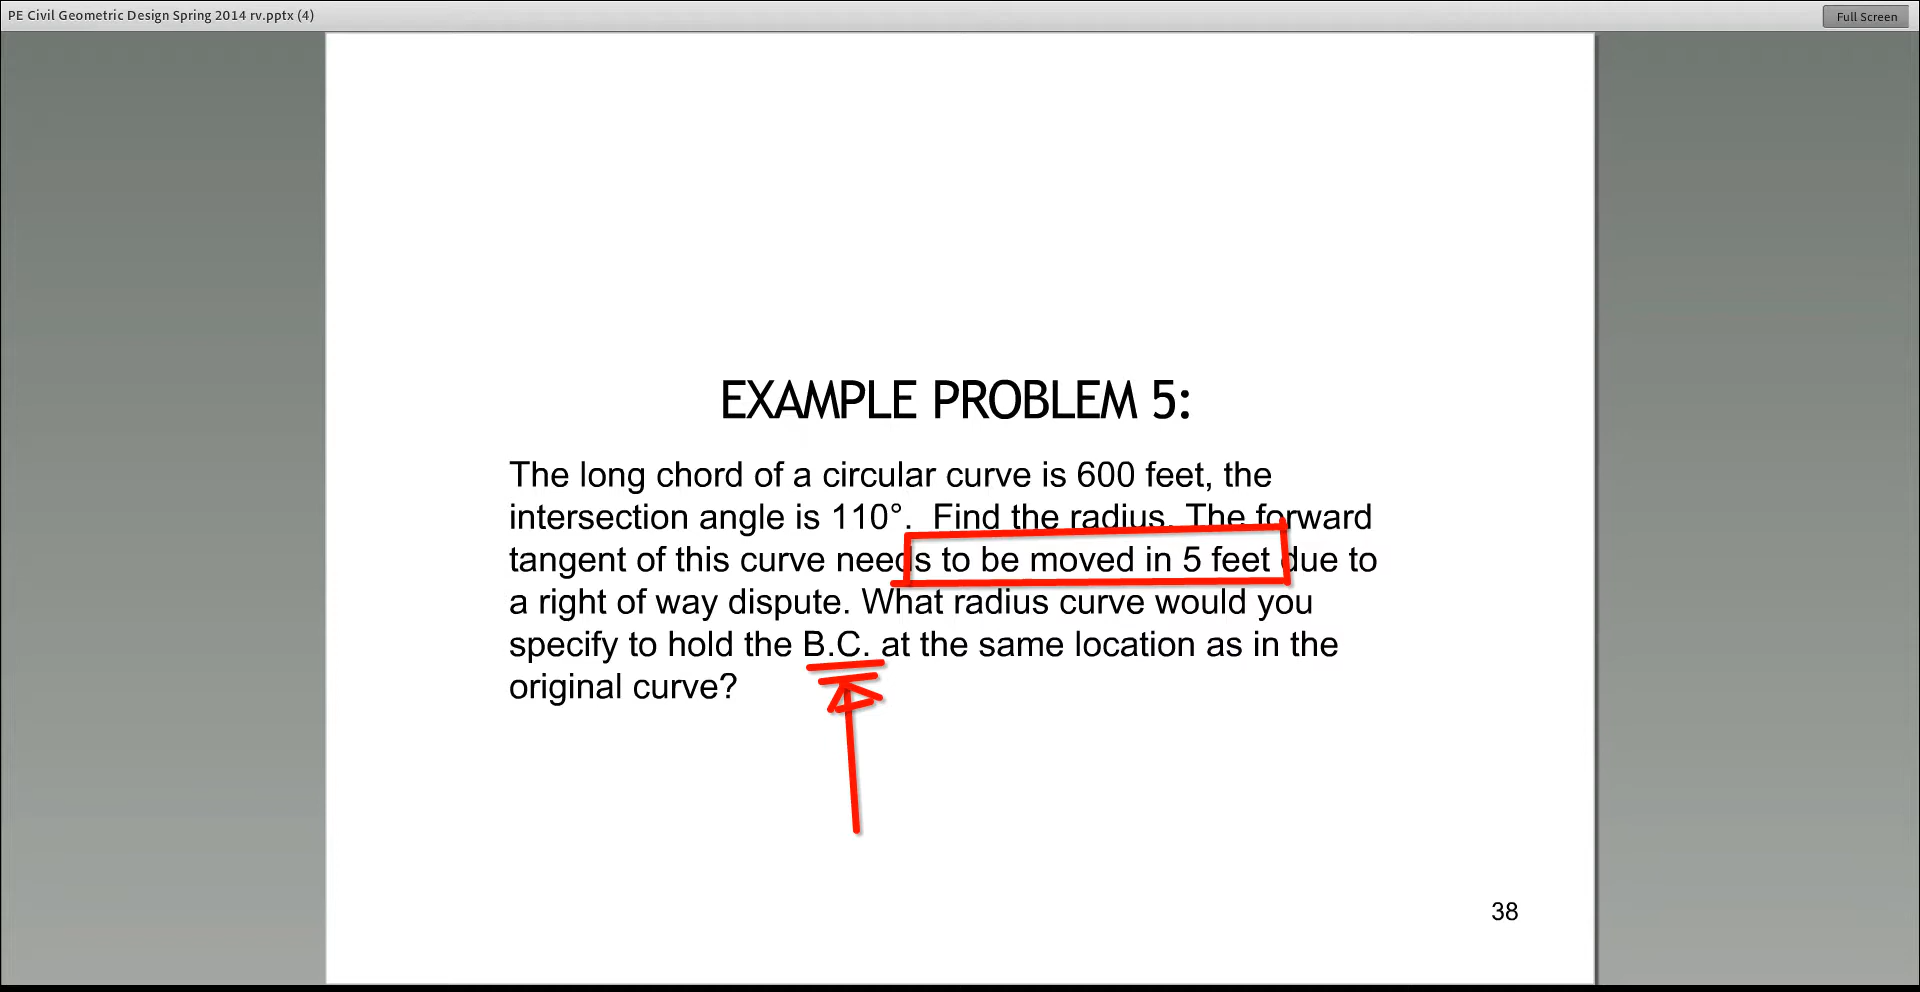 PE Civil Geometric Design Spring 2014 rv.pptx (4)
Full Screen
EXAMPLE PROBLEM 5:
The long chord of a circular curve is 600 feet, the
intersection angle is 110°.  Find the radius. The forward
tangent of this curve needs to be moved in 5 feet due to
a right of way dispute. What radius curve would you
specify to hold the B.C. at the same location as in the
original curve?
38